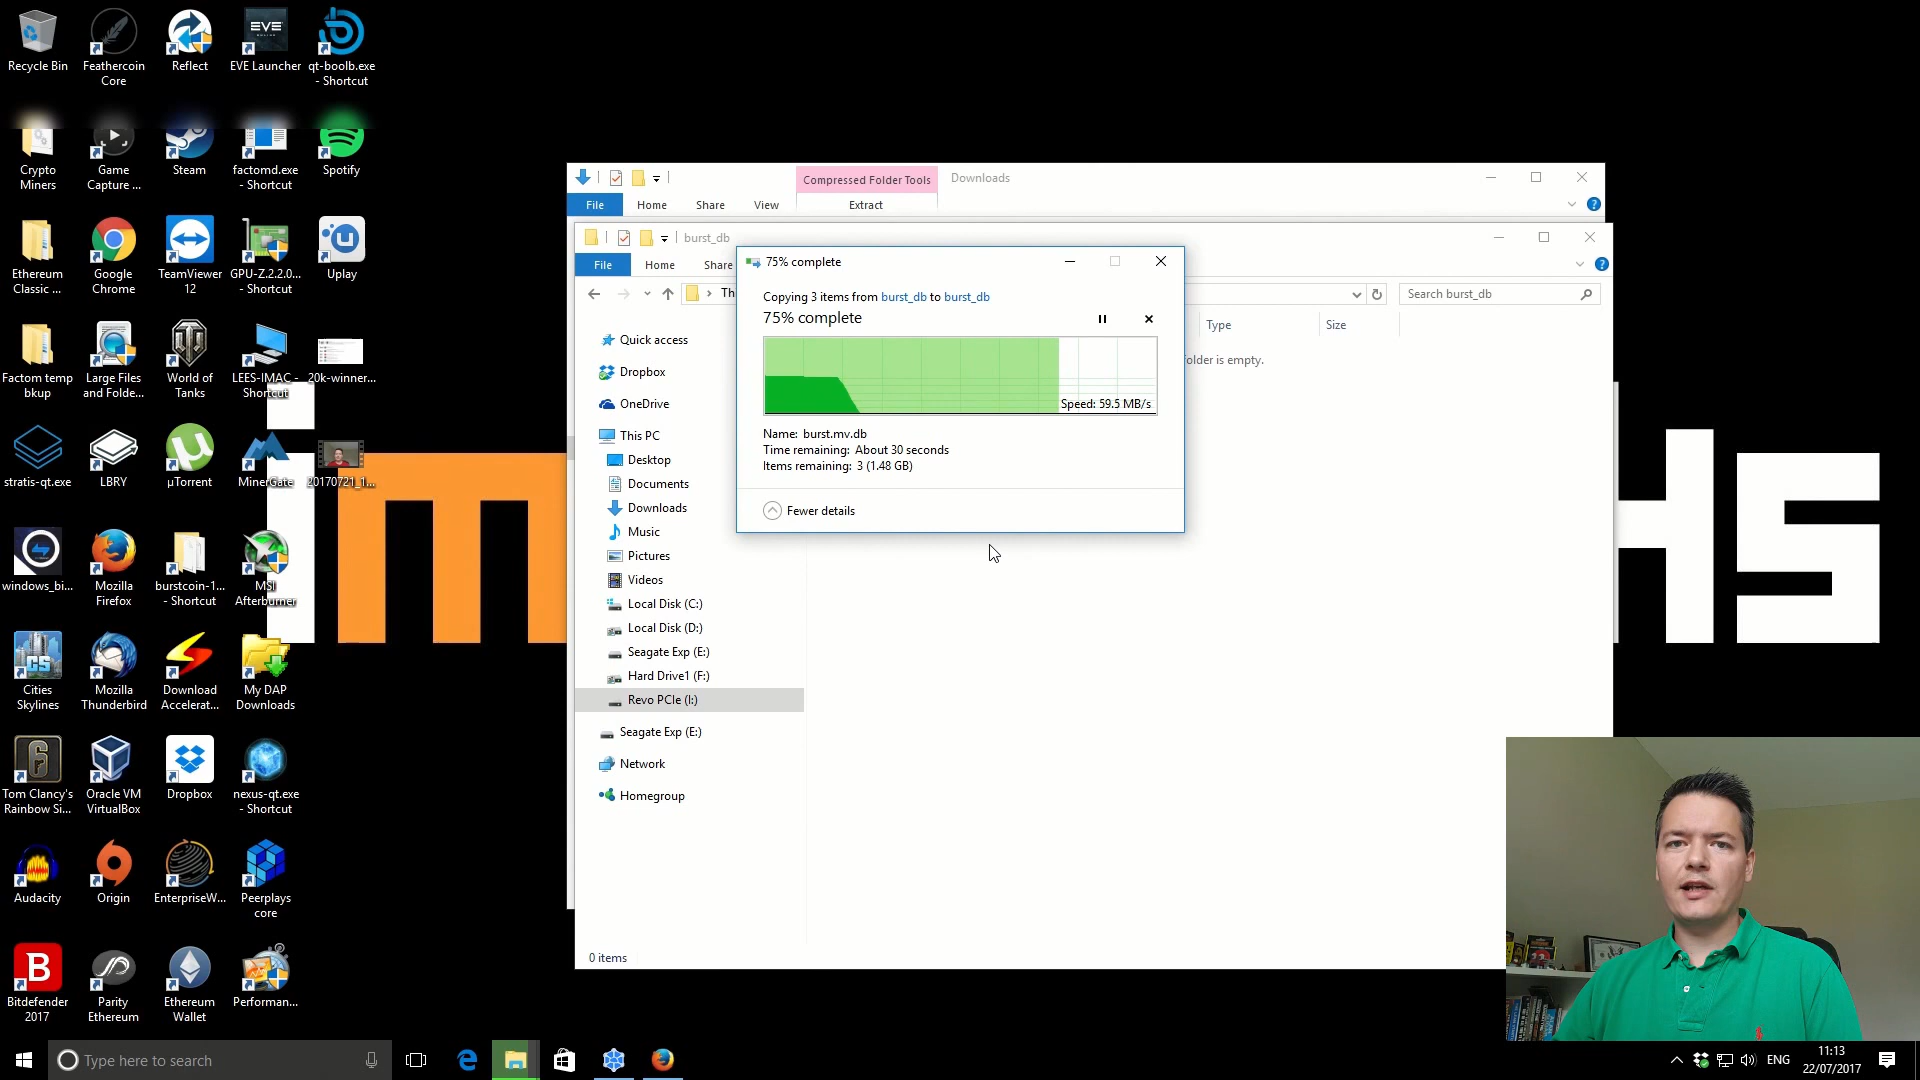 Recycle Bin
Feathercoin
Core
Reflect
EVE
ONLINE
EVE Launcher
qt-boolb.exe
- Shortcut
Crypto
Miners
Game
Capture ...
Steam
factomd.exe
- Shortcut
Spotify
Ethereum
Classic ...
Google
Chrome
TeamViewer
12
GPU-Z.2.2.0...
- Shortcut
Uplay
Factom temp
bkup
Large Files
and Folde...
World of
Tanks
LEES-IMAC -
Shortcut
20k-winner...
stratis-qt.exe
LBRY
µTorrent
MinerGate
20170721_1...
windows_bi...
Mozilla
Firefox
burstcoin-1...
- Shortcut
MSI
Afterburner
CS
Cities
Skylines
Mozilla
Thunderbird
Download
Accelerat...
My DAP
Downloads
6
Tom Clancy's
Rainbow Si...
Oracle VM
VirtualBox
Dropbox
nexus-qt.exe
- Shortcut
Audacity
Origin
EnterpriseW...
Peerplays
core
B
Bitdefender
2017
Parity
Ethereum
Ethereum
Wallet
Performan...
Compressed Folder Tools
Downloads
File
Home
Share
View
Extract
burst_db
File
Home
Share
Th
Search burst_db
Type
Size
older is empty.
Quick access
Dropbox
OneDrive
This PC
Desktop
Documents
Downloads
Music
Pictures
Videos
Local Disk (C:)
Local Disk (D:)
Seagate Exp (E:)
Hard Drive1 (F:)
Revo PCIe (I:)
Seagate Exp (E:)
Network
Homegroup
0 items
75% complete
Copying 3 items from burst_db to burst_db
75% complete
Speed: 59.5 MB/s
Name: burst.mv.db
Time remaining: About 30 seconds
Items remaining: 3 (1.48 GB)
Fewer details
Type here to search
ENG
11:13
22/07/2017